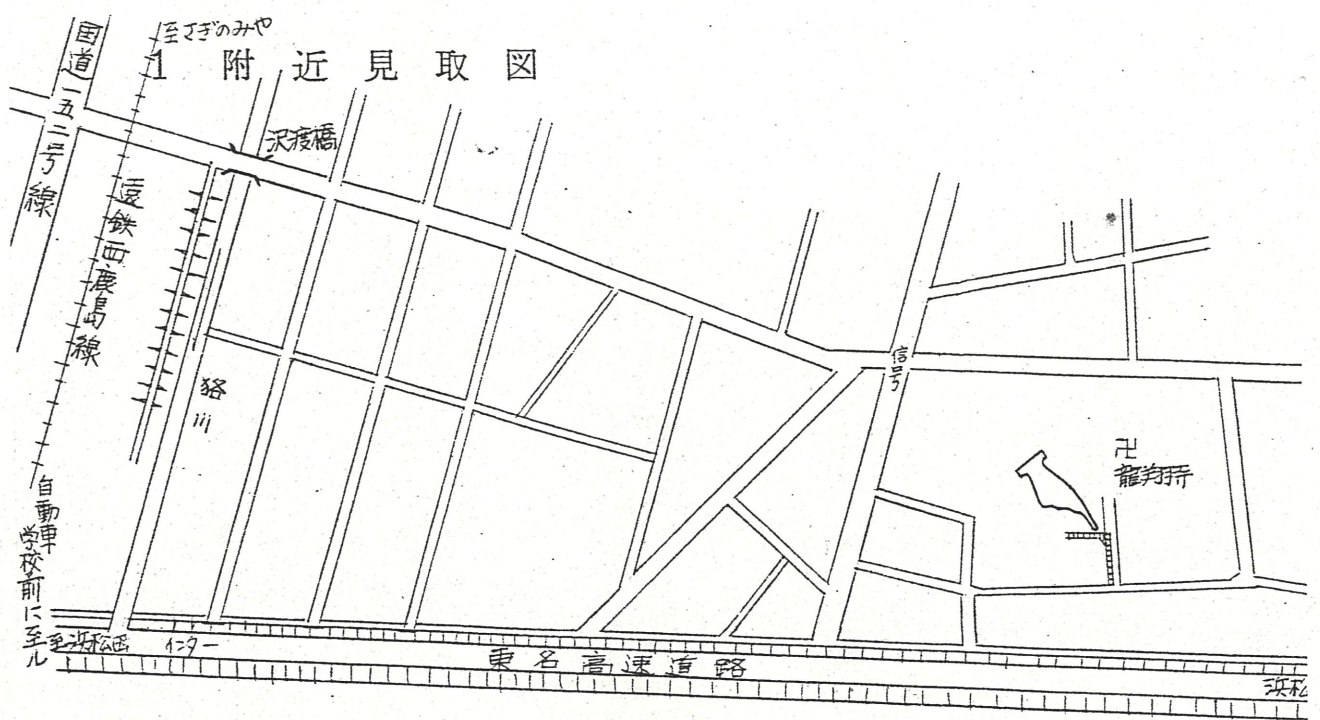 至さぎのみや
1 附近見取図
国道一五二号線
沢渡橋
遠鉄西鹿島線
信号
卍
龍翔寺
川
自動車
学校前に至ル
至浜松西 インター
東名高速道路
浜松